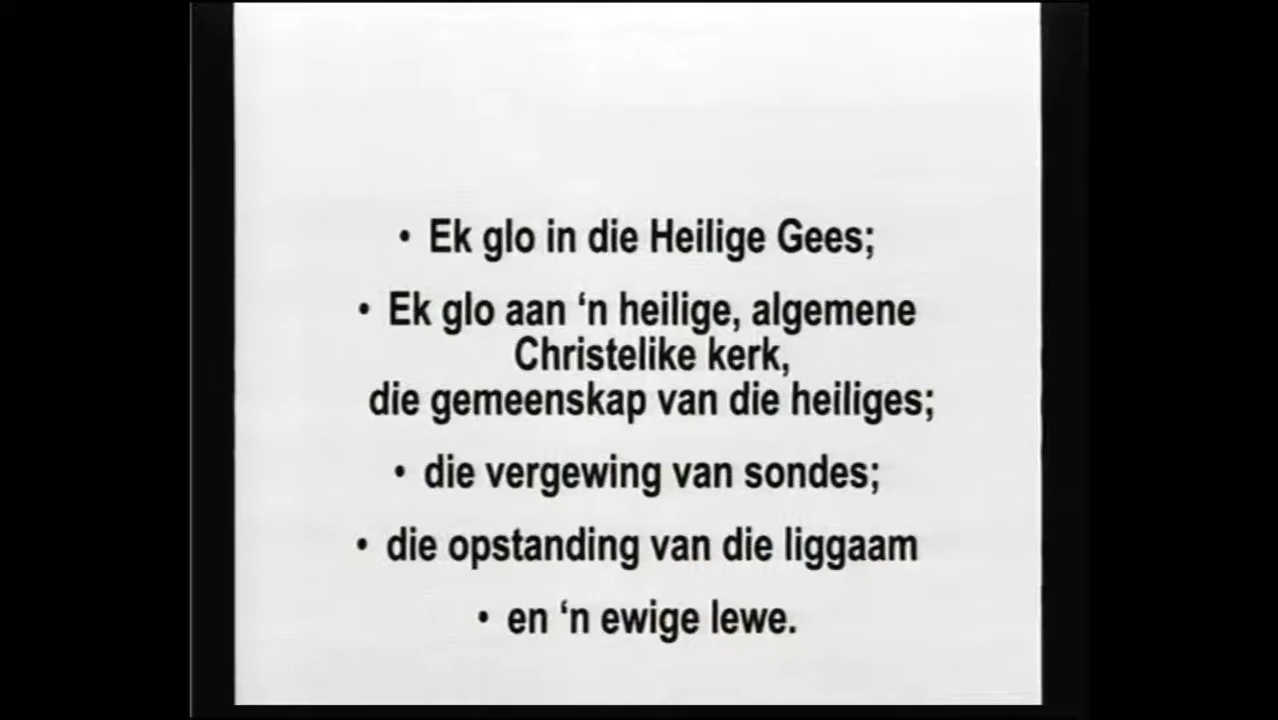 • Ek glo in die Heilige Gees;
• Ek glo aan ‘n heilige, algemene
Christelike kerk,
die gemeenskap van die heiliges;
• die vergewing van sondes;
• die opstanding van die liggaam
• en ‘n ewige lewe.